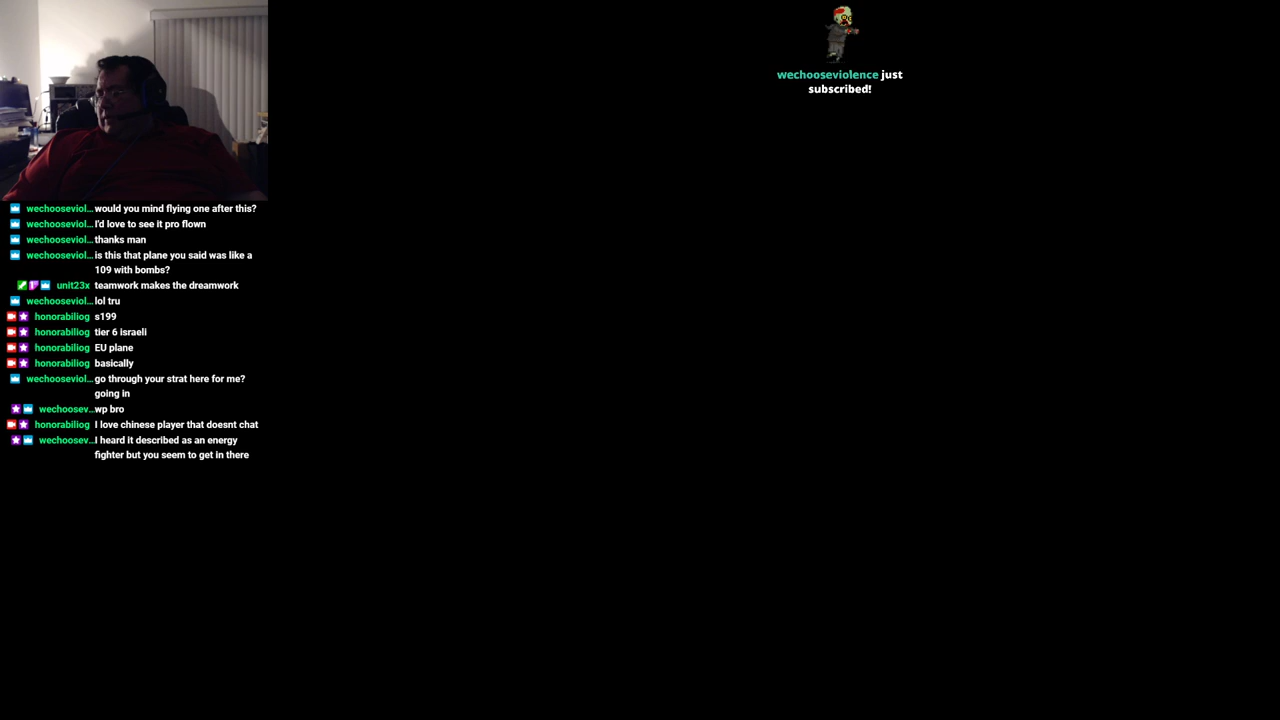 wechooseviolence just
subscribed!
wechooseviol... would you mind flying one after this?
wechooseviol... I'd love to see it pro flown
wechooseviol... thanks man
wechooseviol... is this that plane you said was like a
109 with bombs?
unit23x teamwork makes the dreamwork
wechooseviol... lol tru
honorabiliog s199
honorabiliog tier 6 israeli
honorabiliog EU plane
honorabiliog basically
wechooseviol... go through your strat here for me?
going in
wechoosev... wp bro
honorabiliog I love chinese player that doesnt chat
wechoosev... I heard it described as an energy
fighter but you seem to get in there